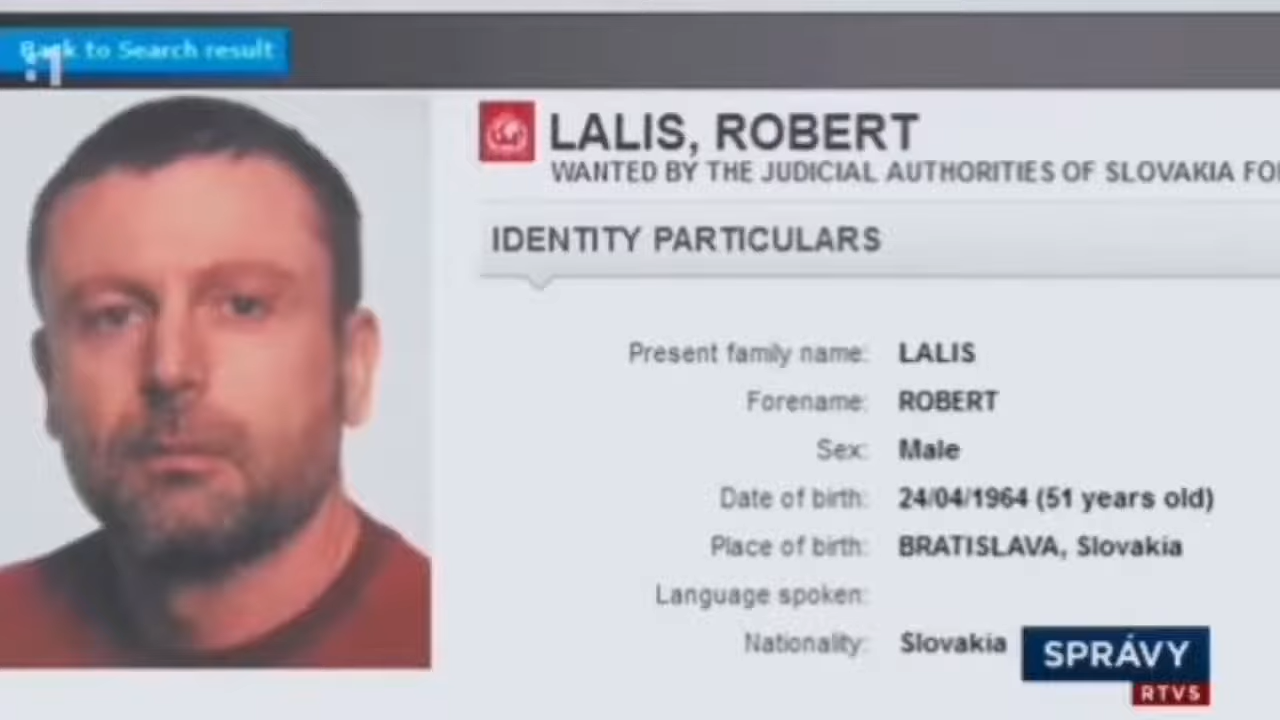 Back to Search result
:1
LALIS, ROBERT
WANTED BY THE JUDICIAL AUTHORITIES OF SLOVAKIA FO
IDENTITY PARTICULARS
Present family name: LALIS
Forename: ROBERT
Sex: Male
Date of birth: 24/04/1964 (51 years old)
Place of birth: BRATISLAVA, Slovakia
Language spoken:
Nationality: Slovakia
SPRÁVY
RTVS